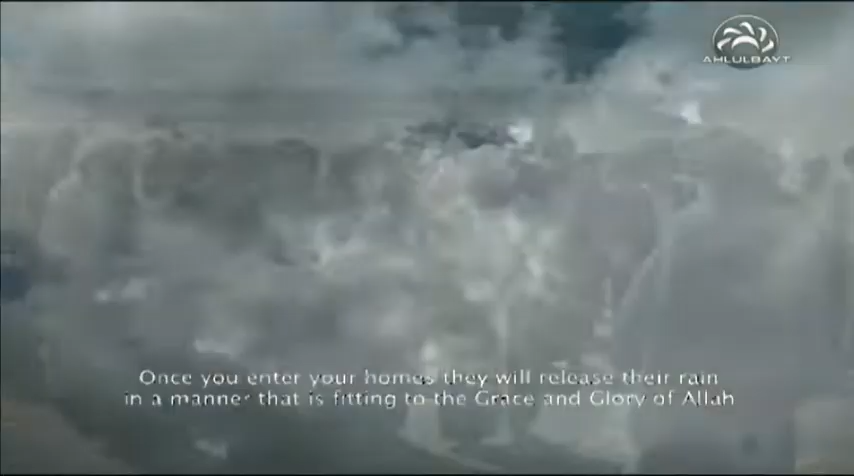 AHLULBAYT
Once you enter your homes they will release their rain
in a manner that is fitting to the Grace and Glory of Allah